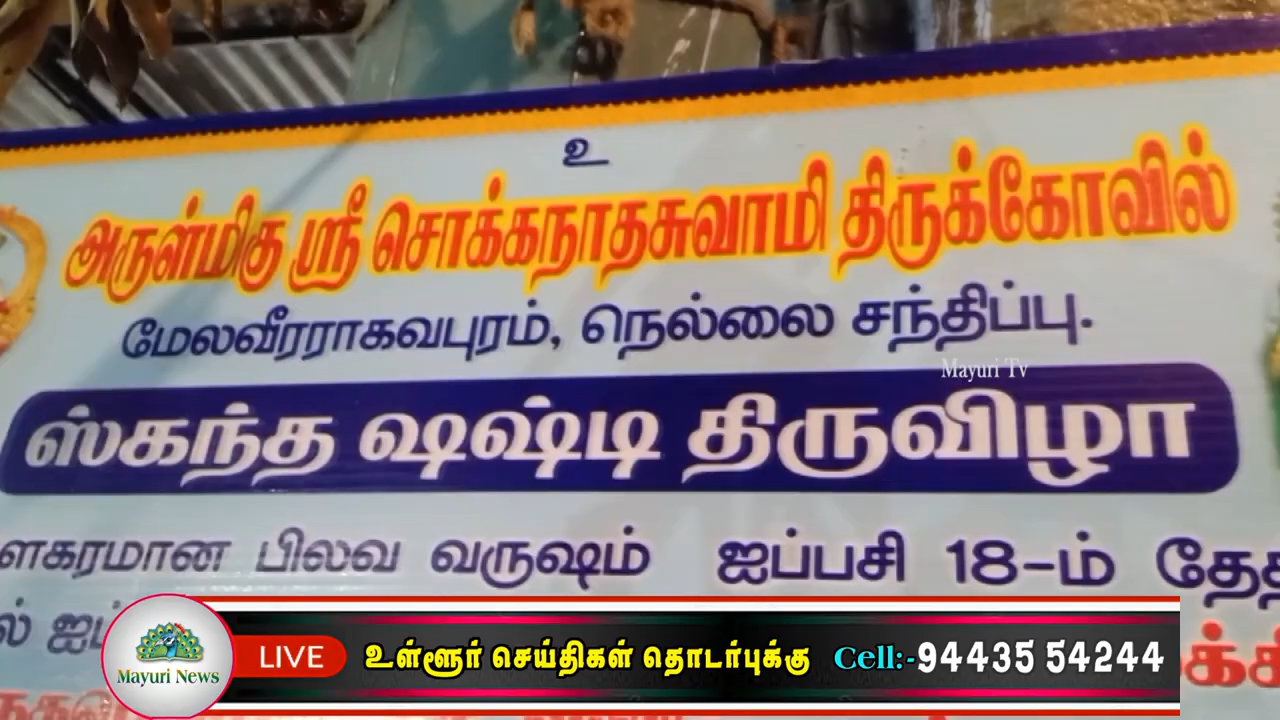 உ
அருள்மிகு ஸ்ரீ சொக்கநாதசுவாமி திருக்கோவில்
மேலவீரராகவபுரம், நெல்லை சந்திப்பு.
Mayuri Tv
ஸ்கந்த ஷஷ்டி திருவிழா
ளகரமான பிலவ வருஷம் ஐப்பசி 18-ம் தேத
LIVE உள்ளூர் செய்திகள் தொடர்புக்கு Cell:-94435 54244
Mayuri News